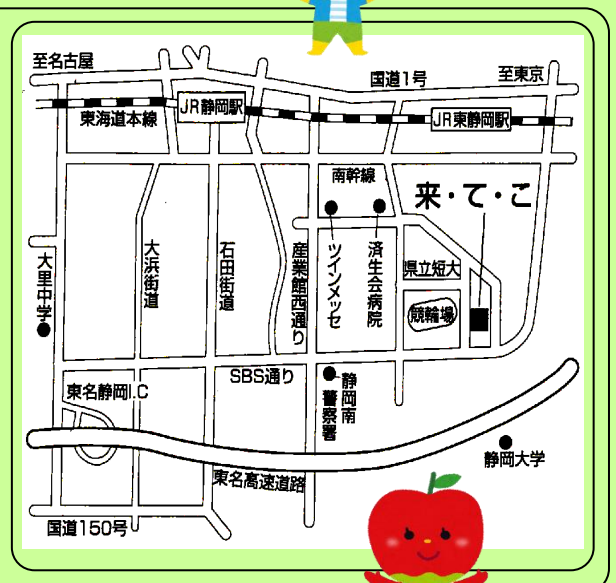 至名古屋
国道1号
至東京
JR静岡駅
東海道本線
JR東静岡駅
南幹線
来・て・こ
大里中学
大浜街道
石田街道
産業館西通り
ツインメッセ
済生会病院
県立短大
競輪場
SBS通り
静岡南
警察署
東名静岡I.C
静岡大学
東名高速道路
国道150号